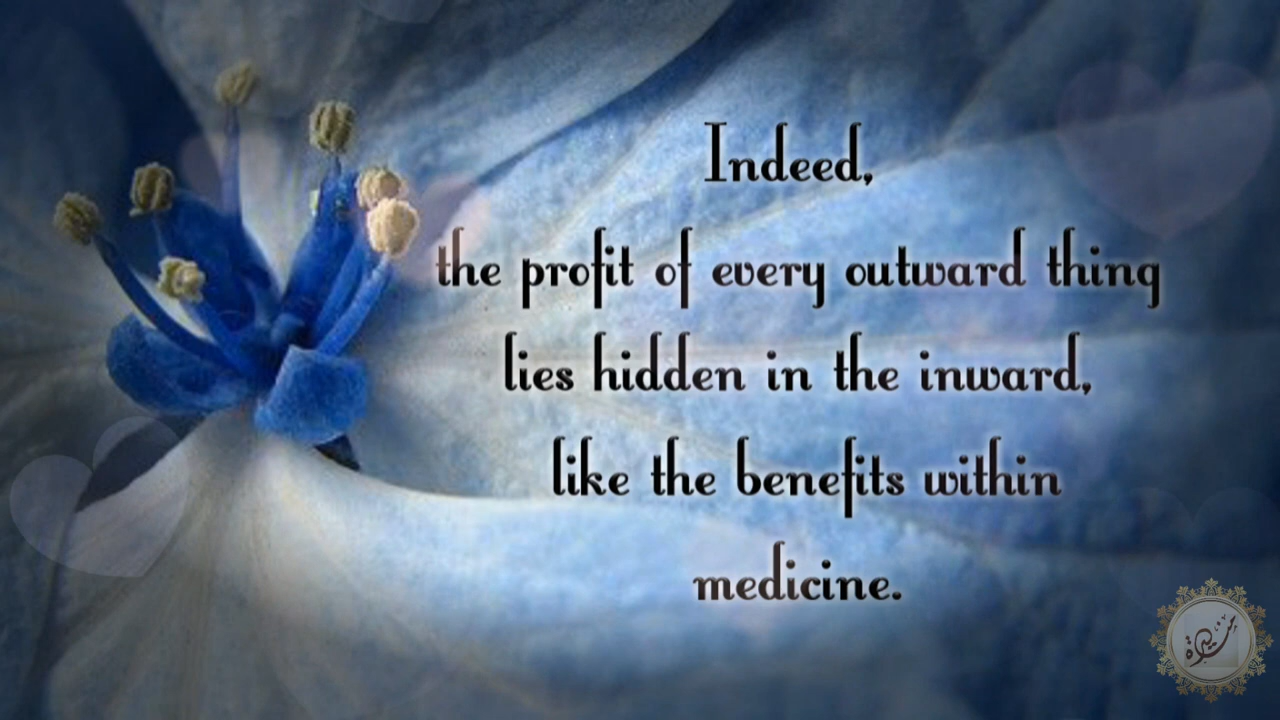 Indeed,
the profit of every outward thing
lies hidden in the inward,
like the benefits within
medicine.